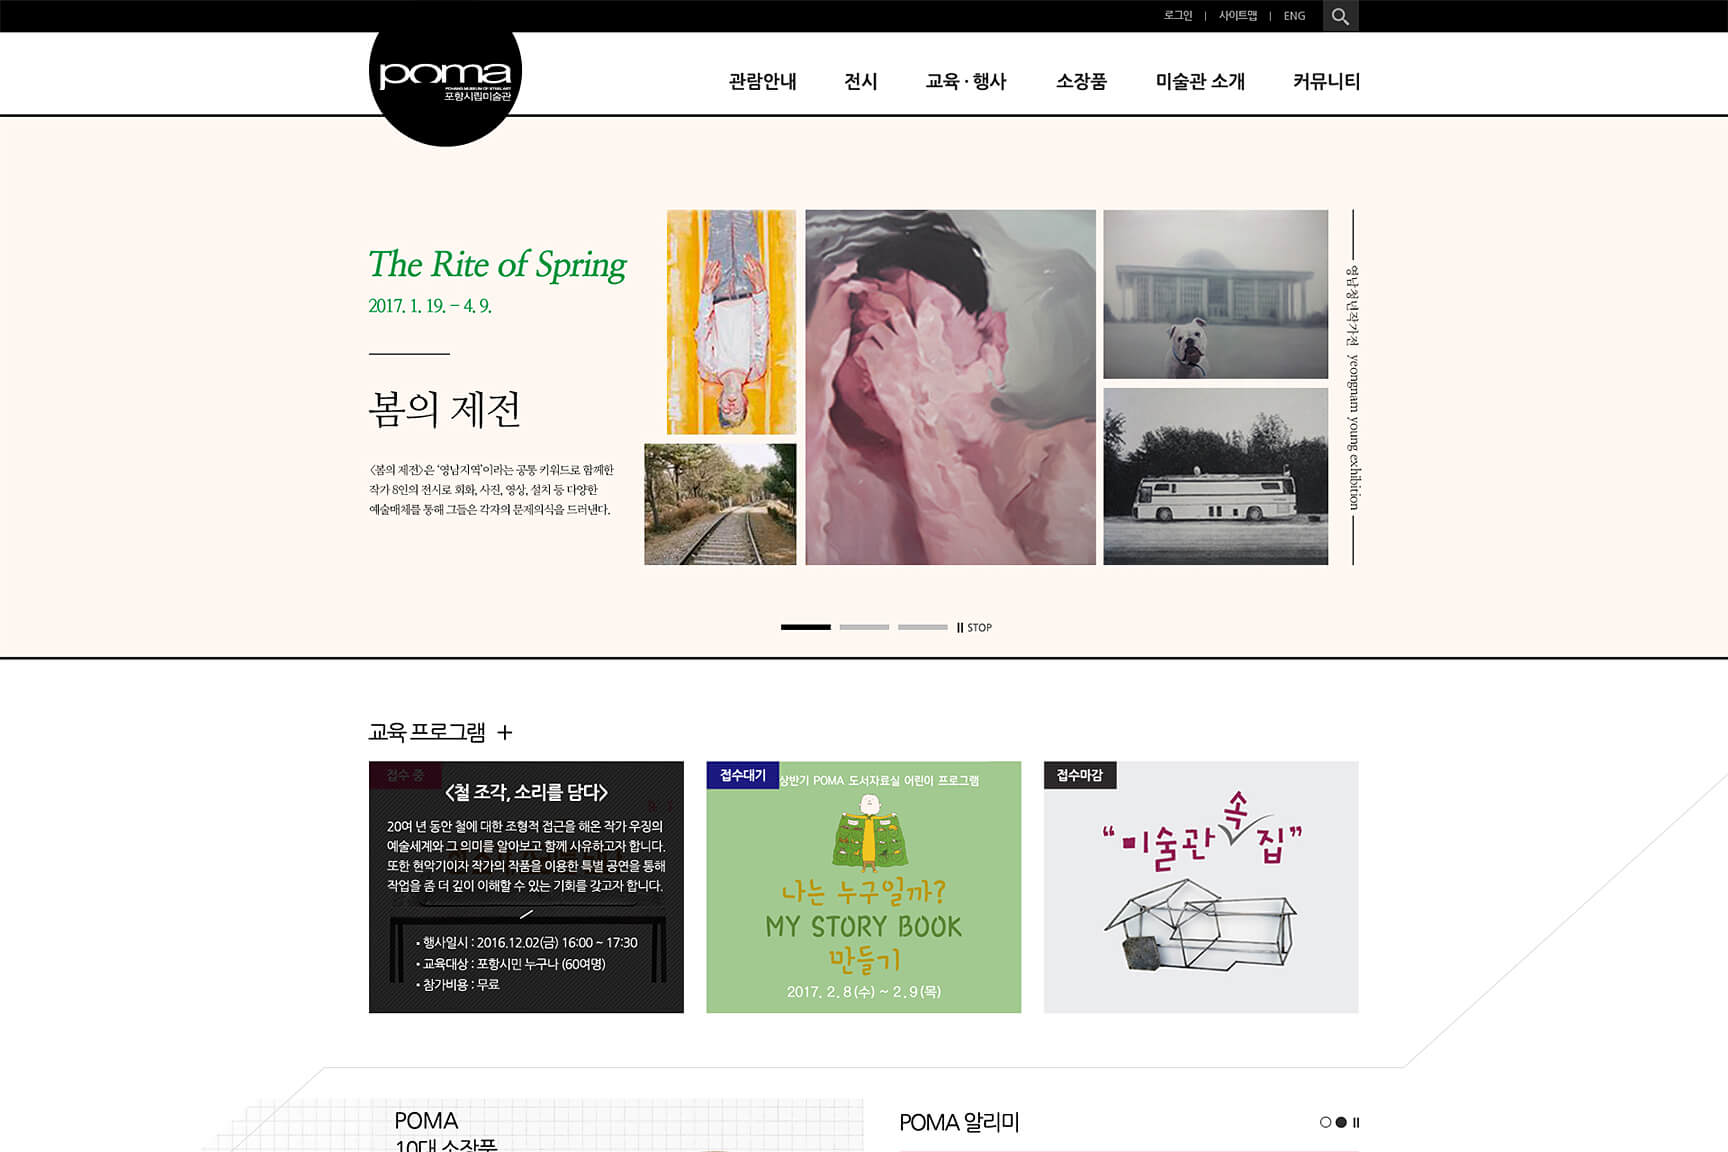 로그인 | 사이트맵 | ENG
poma
POHANG MUSEUM OF STEEL ART
포항시립미술관
관람안내 전시 교육 · 행사 소장품 미술관 소개 커뮤니티
The Rite of Spring
2017. 1. 19. – 4. 9.
봄의 제전
<봄의 제전>은 '영남지역'이라는 공통 키워드로 함께한
작가 8인의 전시로 회화, 사진, 영상, 설치 등 다양한
예술매체를 통해 그들은 각자의 문제의식을 드러낸다.
영남청년작가전 yeongnam young exhibition
STOP
교육 프로그램 +
접수 중
<철 조각, 소리를 담다>
20여 년 동안 철에 대한 조형적 접근을 해온 작가 우징의
예술세계와 그 의미를 알아보고 함께 사유하고자 합니다.
또한 현악기이자 작가의 작품을 이용한 특별 공연을 통해
작업을 좀 더 깊이 이해할 수 있는 기회를 갖고자 합니다.
• 행사일시 : 2016.12.02(금) 16:00 ~ 17:30
• 교육대상 : 포항시민 누구나 (60여명)
• 참가비용 : 무료
접수대기
상반기 POMA 도서자료실 어린이 프로그램
나는 누구일까?
MY STORY BOOK
만들기
2017. 2. 8(수) ~ 2. 9(목)
접수마감
"미술관 속 집"
POMA
10대 소장품
POMA 알리미